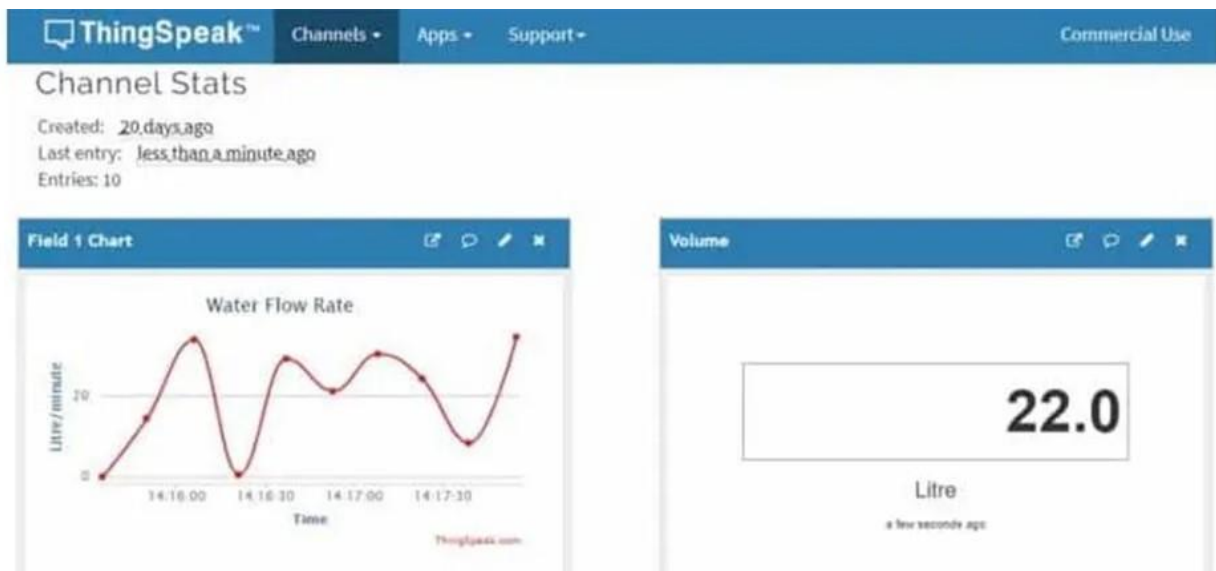 ThingSpeak™ Channels Apps Support Commercial Use
Channel Stats
Created: 20 days ago
Last entry: less than a minute ago
Entries: 10
Field 1 Chart
Water Flow Rate
Litre/minute
20
0
14:16:00 14:16:30 14:17:00 14:17:30
Time
ThingSpeak.com
Volume
22.0
Litre
a few seconds ago